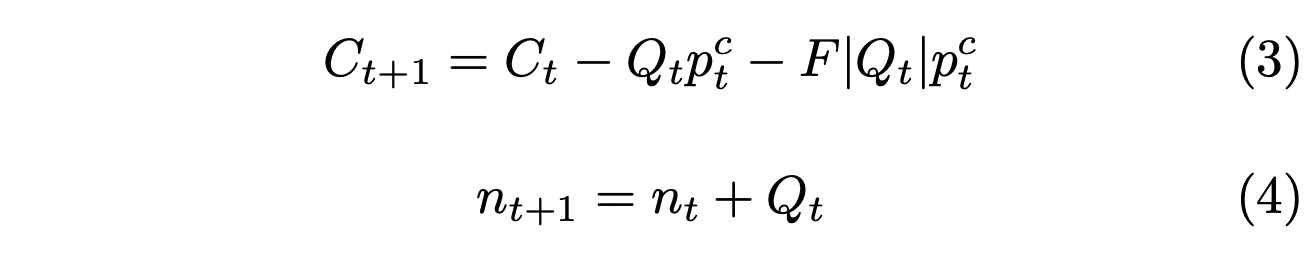 C_{t+1} = C_t − Q_t p_t^c − F|Q_t|p_t^c (3)
n_{t+1} = n_t + Q_t (4)